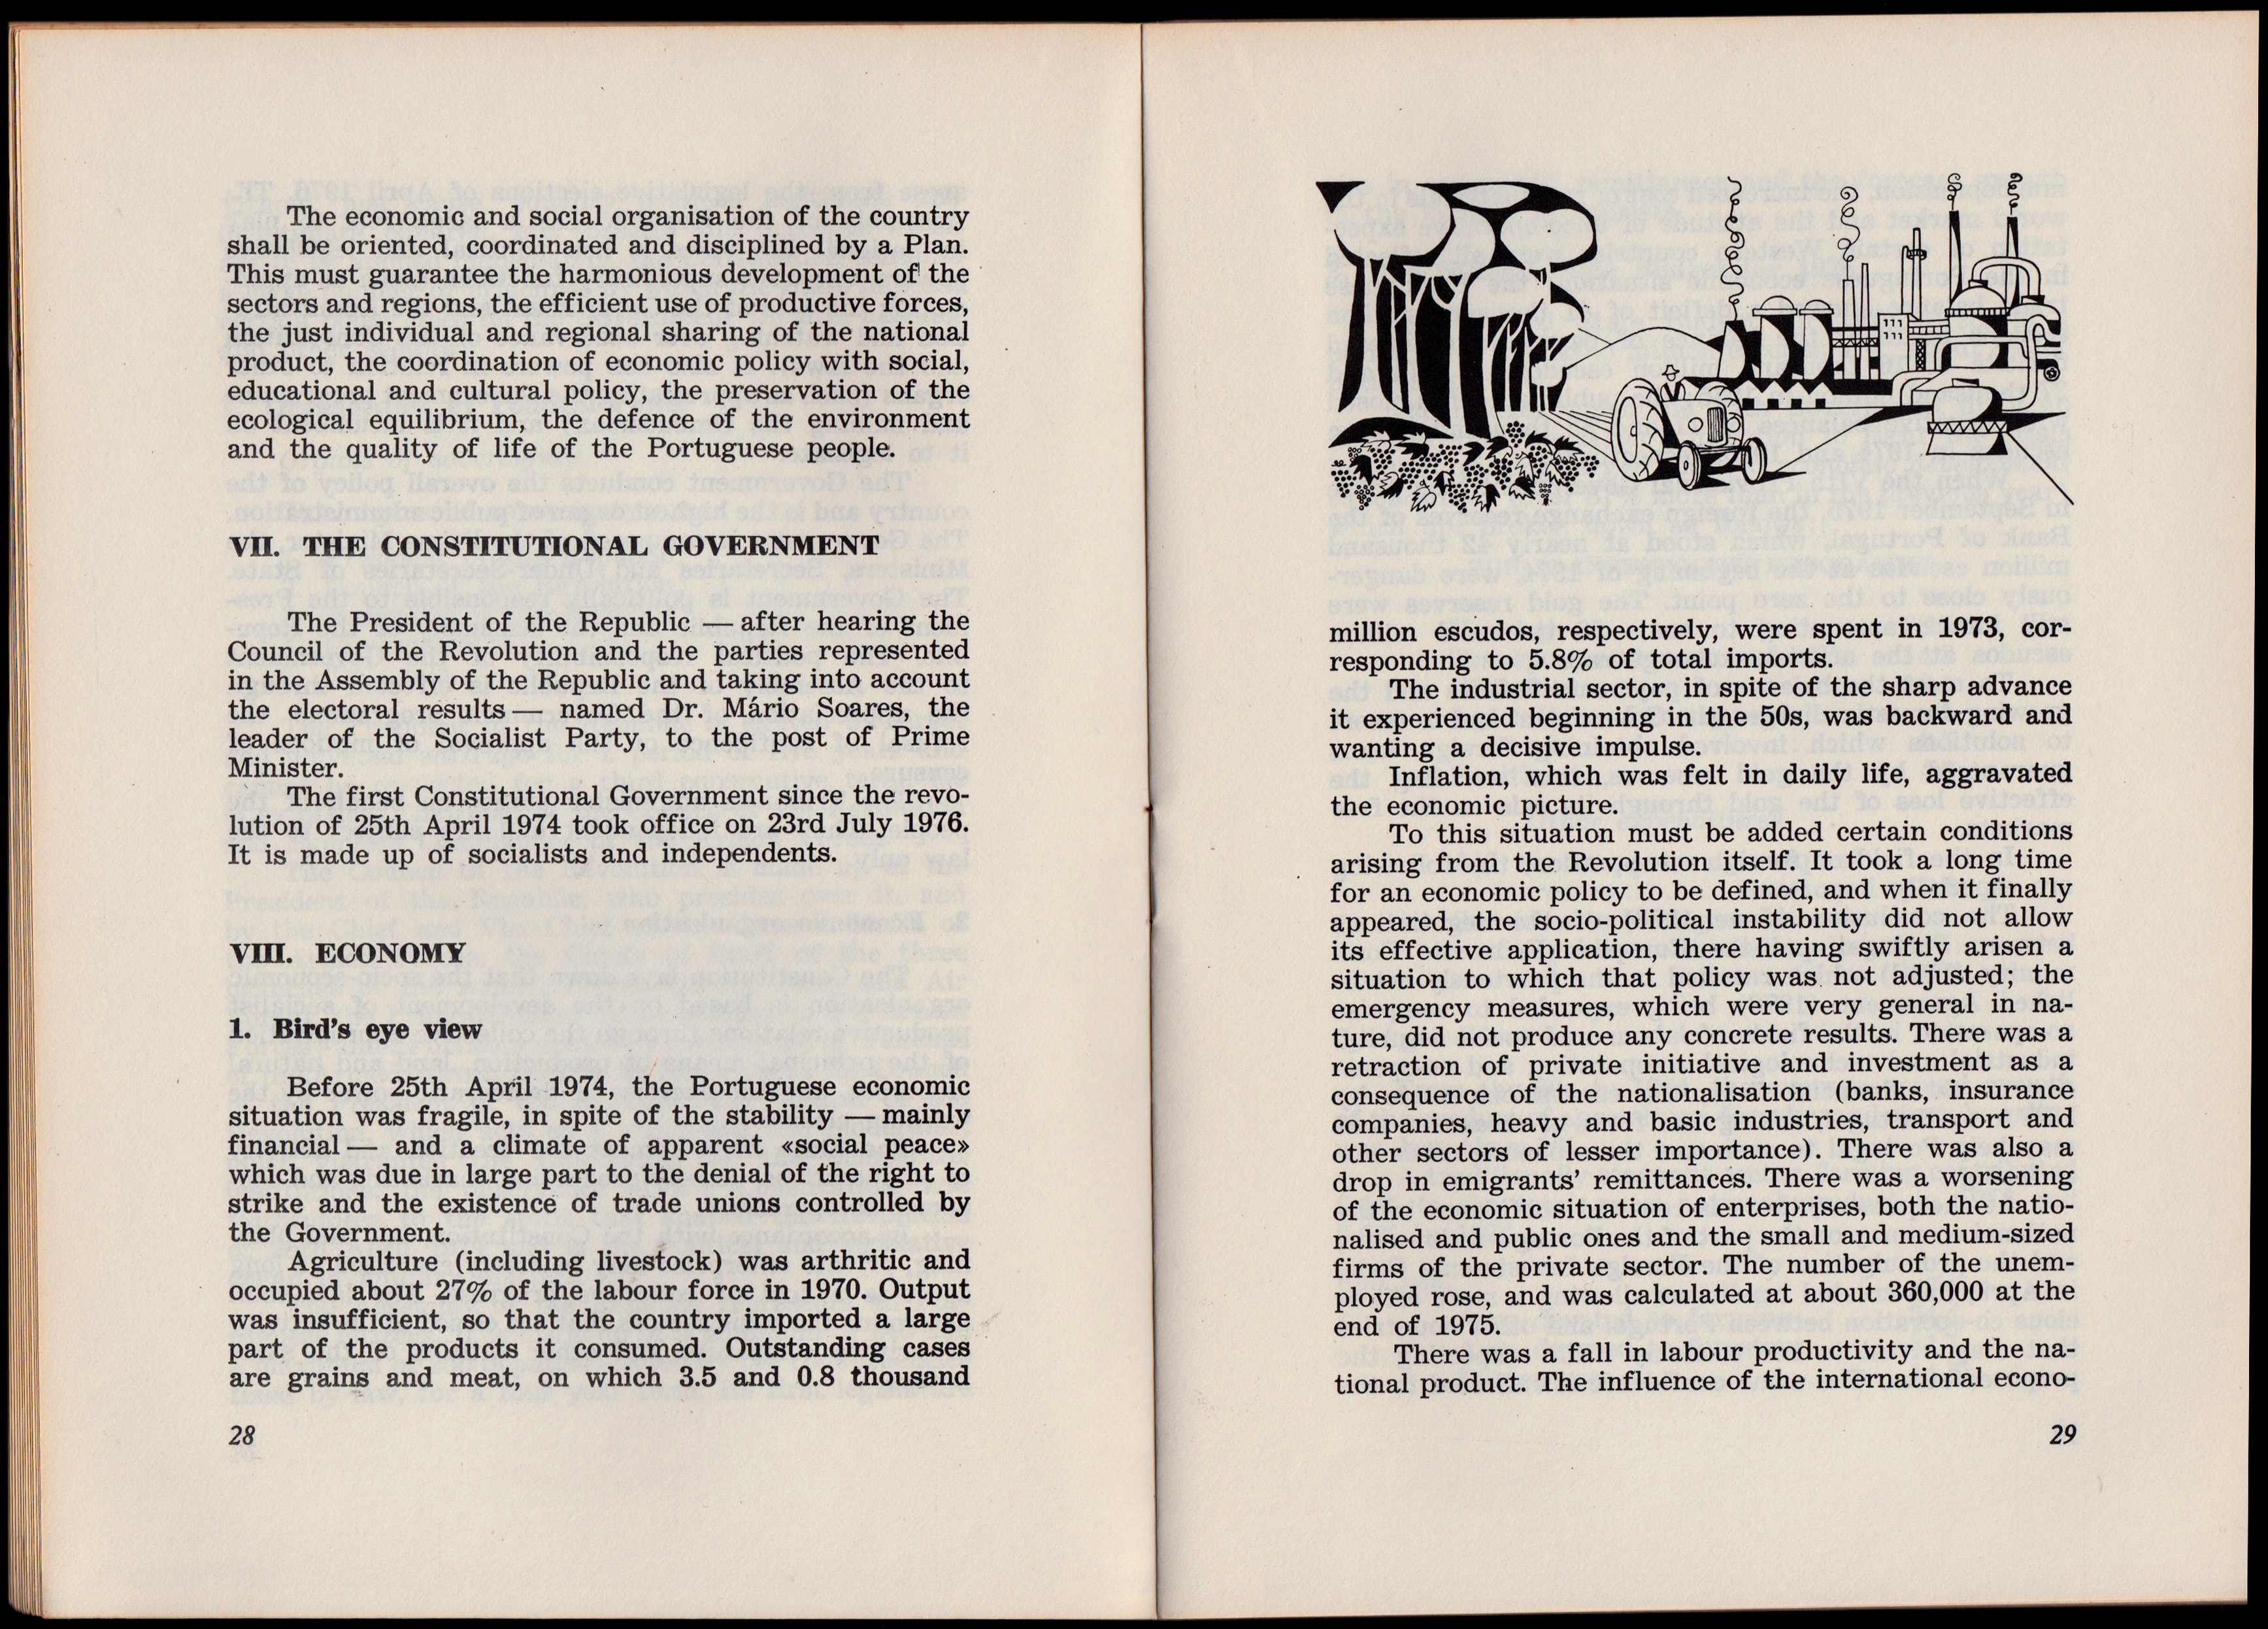 The economic and social organisation of the country
shall be oriented, coordinated and disciplined by a Plan.
This must guarantee the harmonious development of the
sectors and regions, the efficient use of productive forces,
the just individual and regional sharing of the national
product, the coordination of economic policy with social,
educational and cultural policy, the preservation of the
ecological equilibrium, the defence of the environment
and the quality of life of the Portuguese people.
VII. THE CONSTITUTIONAL GOVERNMENT
The President of the Republic — after hearing the
Council of the Revolution and the parties represented
in the Assembly of the Republic and taking into account
the electoral results — named Dr. Mário Soares, the
leader of the Socialist Party, to the post of Prime
Minister.
The first Constitutional Government since the revo-
lution of 25th April 1974 took office on 23rd July 1976.
It is made up of socialists and independents.
VIII. ECONOMY
1. Bird's eye view
Before 25th April 1974, the Portuguese economic
situation was fragile, in spite of the stability — mainly
financial — and a climate of apparent «social peace»
which was due in large part to the denial of the right to
strike and the existence of trade unions controlled by
the Government.
Agriculture (including livestock) was arthritic and
occupied about 27% of the labour force in 1970. Output
was insufficient, so that the country imported a large
part of the products it consumed. Outstanding cases
are grains and meat, on which 3.5 and 0.8 thousand
28
million escudos, respectively, were spent in 1973, cor-
responding to 5.8% of total imports.
The industrial sector, in spite of the sharp advance
it experienced beginning in the 50s, was backward and
wanting a decisive impulse.
Inflation, which was felt in daily life, aggravated
the economic picture.
To this situation must be added certain conditions
arising from the Revolution itself. It took a long time
for an economic policy to be defined, and when it finally
appeared, the socio-political instability did not allow
its effective application, there having swiftly arisen a
situation to which that policy was not adjusted; the
emergency measures, which were very general in na-
ture, did not produce any concrete results. There was a
retraction of private initiative and investment as a
consequence of the nationalisation (banks, insurance
companies, heavy and basic industries, transport and
other sectors of lesser importance). There was also a
drop in emigrants' remittances. There was a worsening
of the economic situation of enterprises, both the natio-
nalised and public ones and the small and medium-sized
firms of the private sector. The number of the unem-
ployed rose, and was calculated at about 360,000 at the
end of 1975.
There was a fall in labour productivity and the na-
tional product. The influence of the international econo-
29